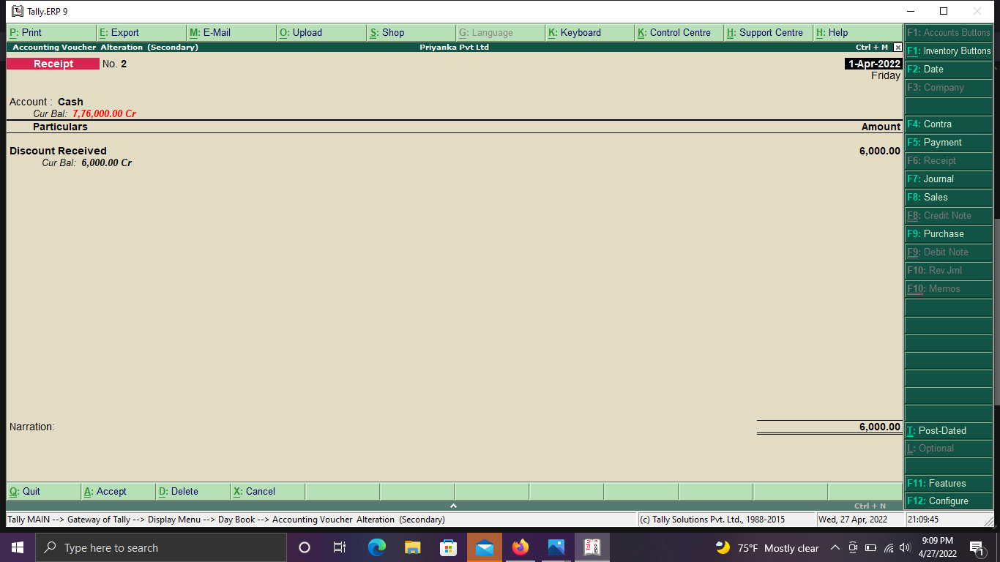 Tally.ERP 9
P: Print E: Export M: E-Mail O: Upload S: Shop G: Language K: Keyboard K: Control Centre H: Support Centre H: Help
Accounting Voucher Alteration (Secondary) Priyanka Pvt Ltd Ctrl + M
Receipt No. 2 1-Apr-2022
Friday
Account : Cash
Cur Bal: 7,76,000.00 Cr
Particulars Amount
Discount Received 6,000.00
Cur Bal: 6,000.00 Cr
Narration: 6,000.00
Q: Quit A: Accept D: Delete X: Cancel
Ctrl + N
F1: Accounts Buttons
F1: Inventory Buttons
F2: Date
F3: Company
F4: Contra
F5: Payment
F6: Receipt
F7: Journal
F8: Sales
F8: Credit Note
F9: Purchase
F9: Debit Note
F10: Rev Jrnl
F10: Memos
T: Post-Dated
L: Optional
F11: Features
F12: Configure
Tally MAIN --> Gateway of Tally --> Display Menu --> Day Book --> Accounting Voucher Alteration (Secondary) (c) Tally Solutions Pvt. Ltd., 1988-2015 Wed, 27 Apr, 2022 21:09:45
Type here to search
Tally ERP 9
75°F Mostly clear
9:09 PM
4/27/2022
1